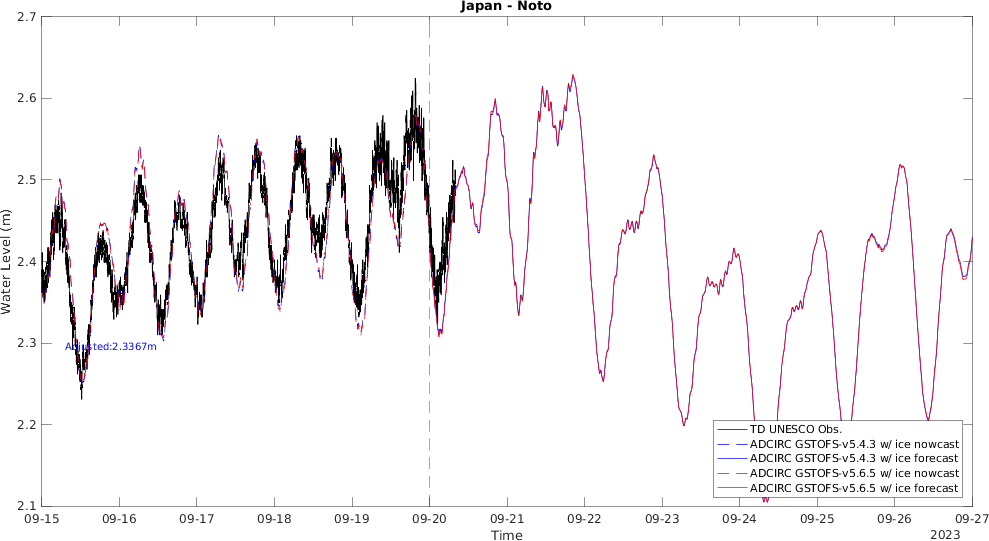 Japan - Noto
2.7
2.6
2.5
2.4
2.3
2.2
2.1
Water Level (m)
Adjusted:2.3367m
TD UNESCO Obs.
ADCIRC GSTOFS-v5.4.3 w/ ice nowcast
ADCIRC GSTOFS-v5.4.3 w/ ice forecast
ADCIRC GSTOFS-v5.6.5 w/ ice nowcast
ADCIRC GSTOFS-v5.6.5 w/ ice forecast
09-15 09-16 09-17 09-18 09-19 09-20 09-21 09-22 09-23 09-24 09-25 09-26 09-27
Time
2023